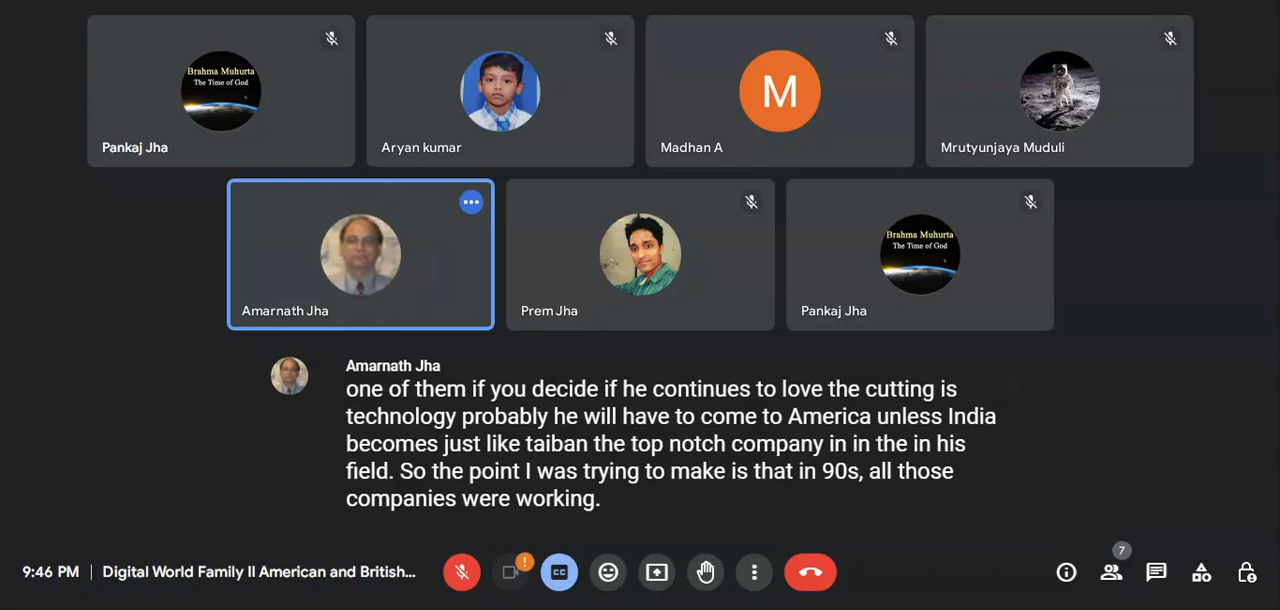 Brahma Muhurta
The Time of God
Pankaj Jha
Aryan kumar
M
Madhan A
Mrutyunjaya Muduli
Amarnath Jha
Prem Jha
Brahma Muhurta
The Time of God
Pankaj Jha
Amarnath Jha
one of them if you decide if he continues to love the cutting is
technology probably he will have to come to America unless India
becomes just like taiban the top notch company in in the in his
field. So the point I was trying to make is that in 90s, all those
companies were working.
9:46 PM | Digital World Family II American and British...
!
CC
7